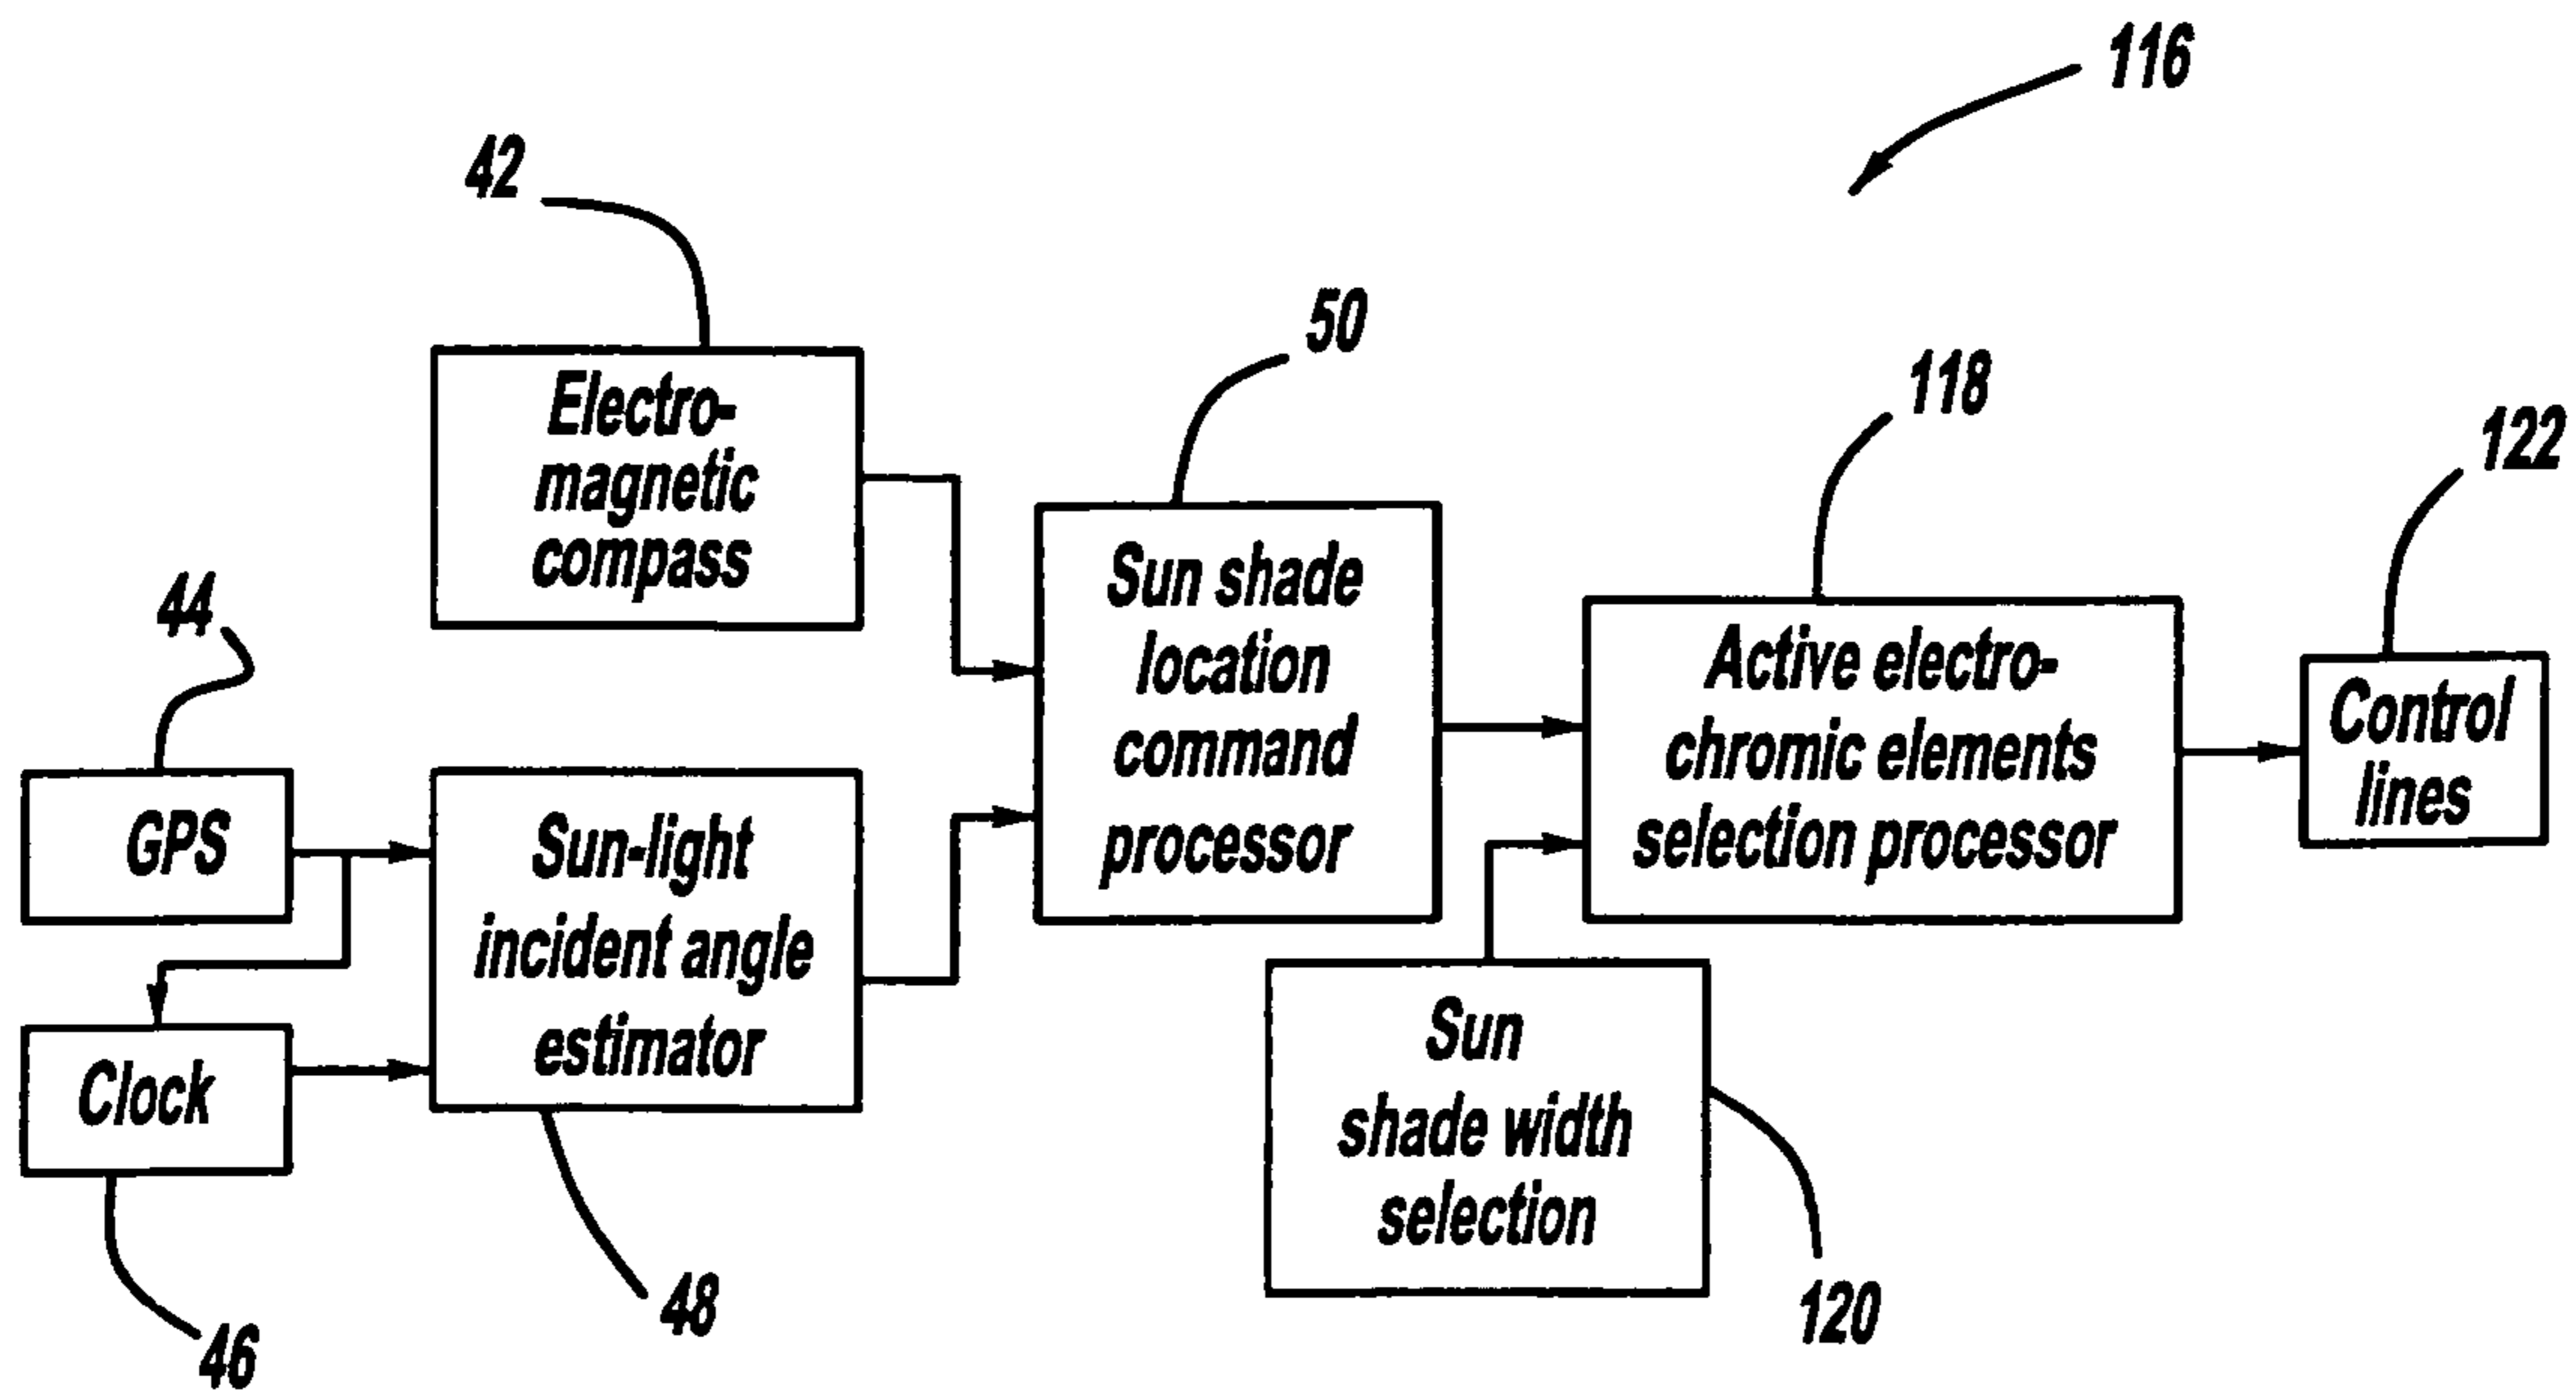 116
42
Electro-
magnetic
compass
50
Sun shade
location
command
processor
118
Active electro-
chromic elements
selection processor
122
Control
lines
44
GPS
Sun-light
incident angle
estimator
Clock
46
48
Sun
shade width
selection
120